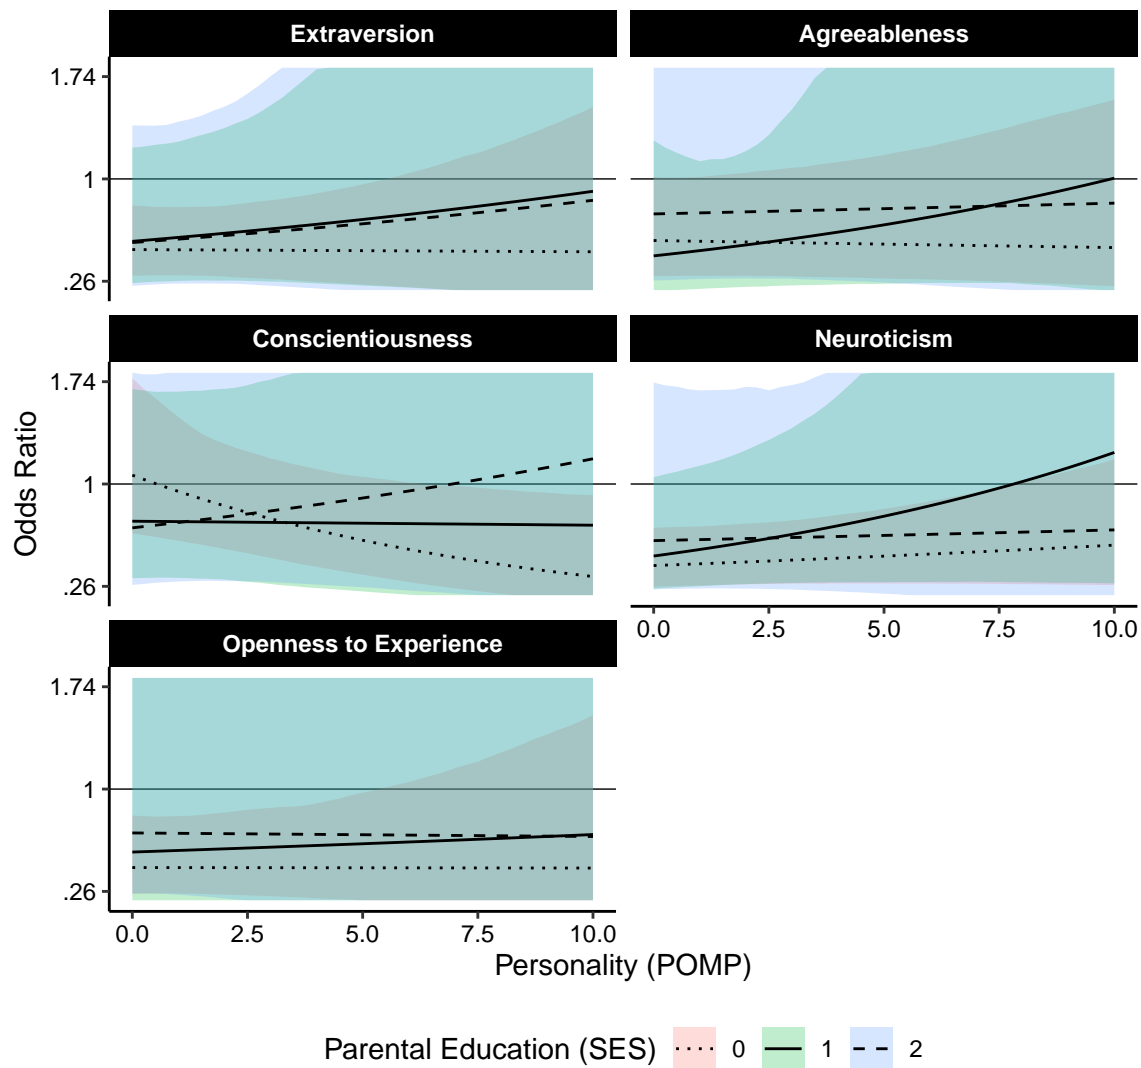 Extraversion
Agreeableness
1.74
1
.26
Conscientiousness
Neuroticism
1.74
1
.26
0.0 2.5 5.0 7.5 10.0
Openness to Experience
1.74
1
.26
0.0 2.5 5.0 7.5 10.0
Odds Ratio
Personality (POMP)
Parental Education (SES) 0 1 2